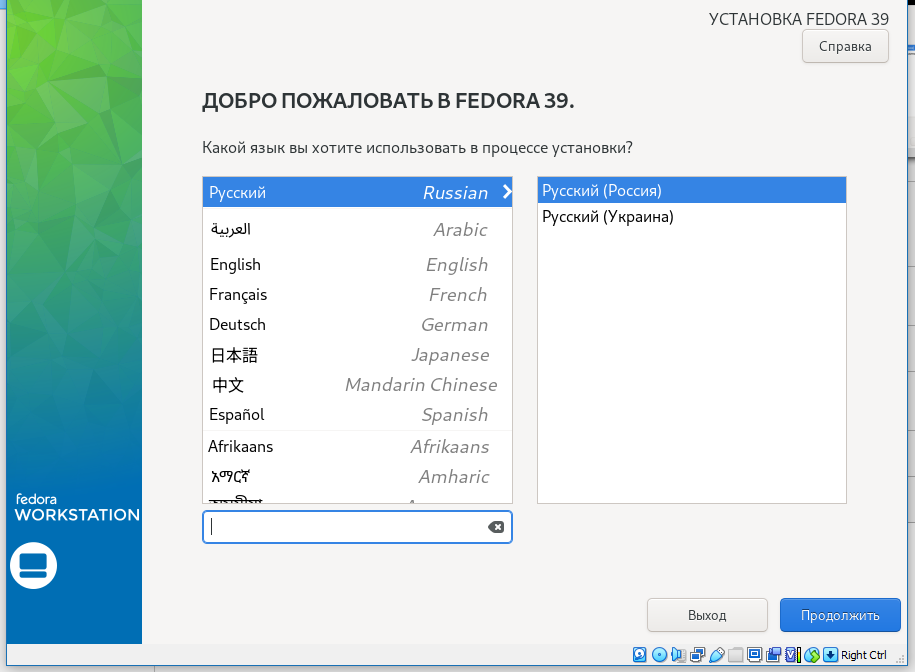 УСТАНОВКА FEDORA 39
Справка
ДОБРО ПОЖАЛОВАТЬ В FEDORA 39.
Какой язык вы хотите использовать в процессе установки?
Русский Russian
العربية Arabic
English English
Français French
Deutsch German
日本語 Japanese
中文 Mandarin Chinese
Español Spanish
Afrikaans Afrikaans
አማርኛ Amharic
Русский (Россия)
Русский (Украина)
fedora
WORKSTATION
Выход
Продолжить
Right Ctrl